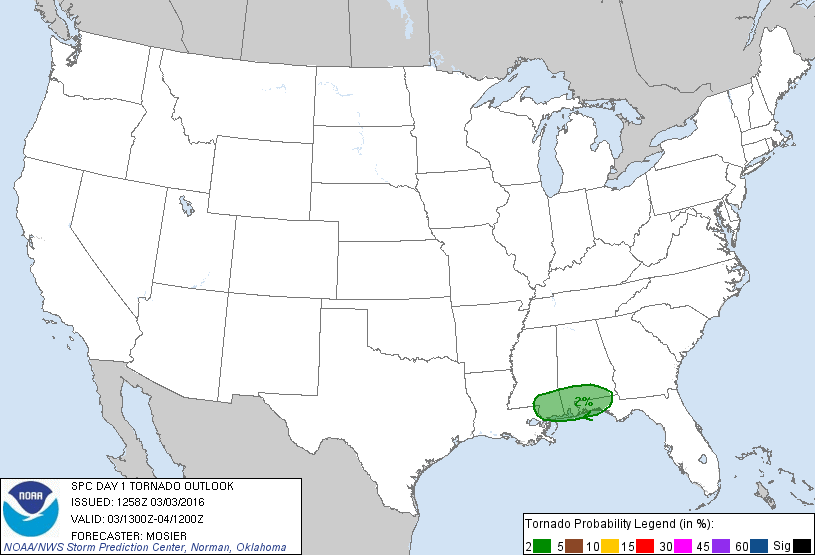 2%
NOAA
SPC DAY 1 TORNADO OUTLOOK
ISSUED: 1258Z 03/03/2016
VALID: 03/1300Z-04/1200Z
FORECASTER: MOSIER
NOAA/NWS Storm Prediction Center, Norman, Oklahoma
Tornado Probability Legend (in %):
2 5 10 15 30 45 60 Sig